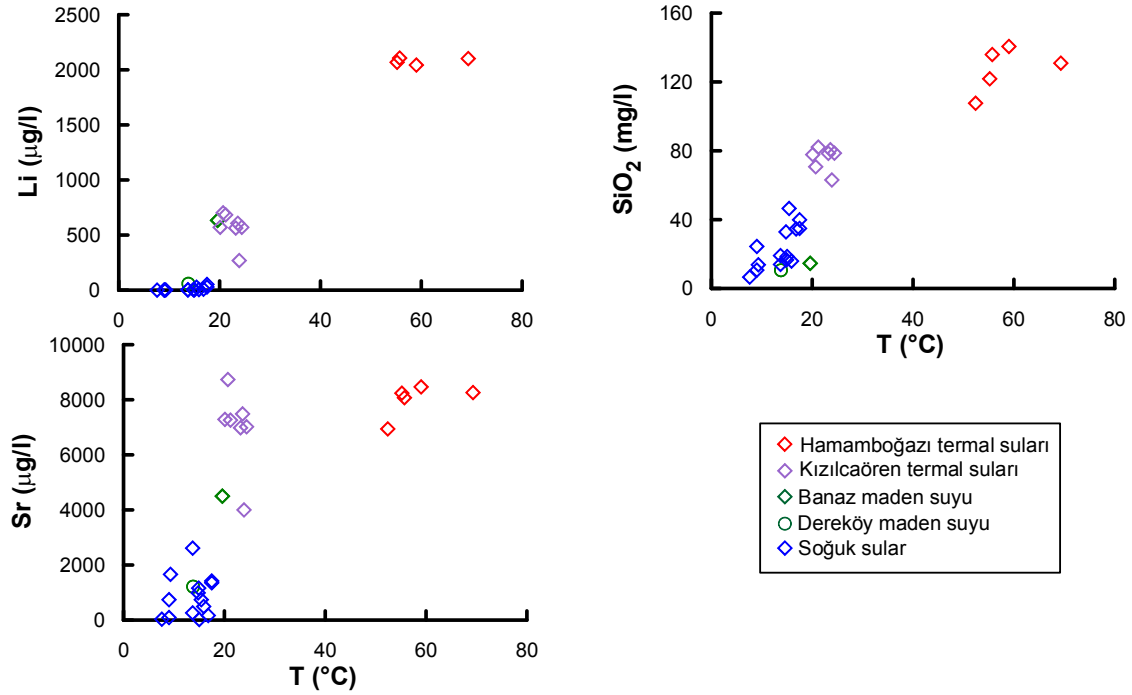 2500
2000
1500
1000
500
0
Li (µg/l)
0 20 40 60 80
160
120
80
40
0
SiO2 (mg/l)
0 20 40 60 80
T (°C)
10000
8000
6000
4000
2000
0
Sr (µg/l)
0 20 40 60 80
T (°C)
Hamamboğazı termal suları
Kızılcaören termal suları
Banaz maden suyu
Dereköy maden suyu
Soğuk sular